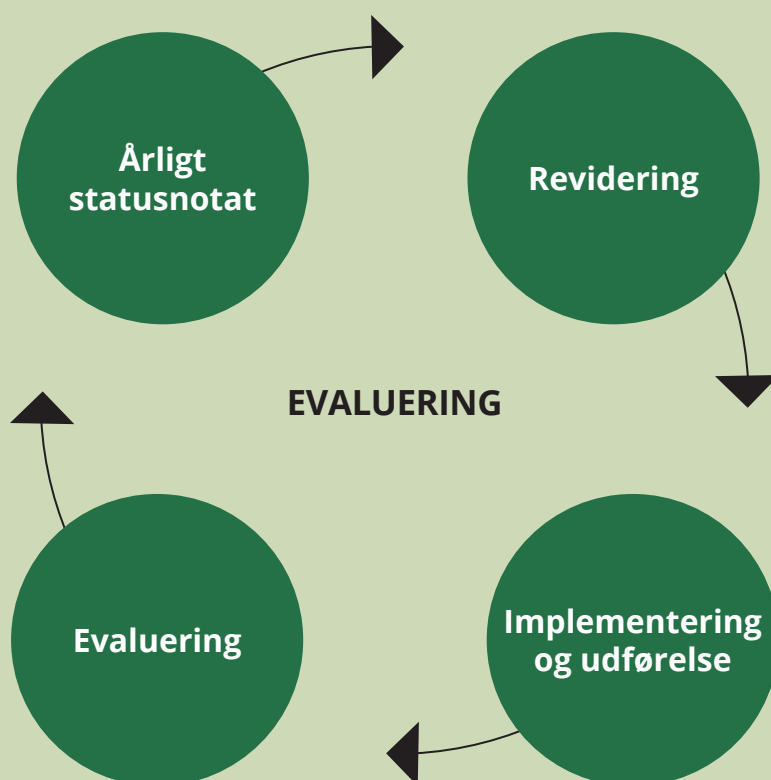 Årligt
statusnotat
Revidering
EVALUERING
Evaluering
Implementering
og udførelse